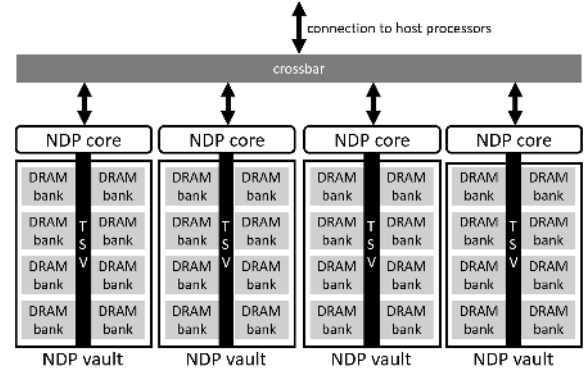 connection to host processors
crossbar
NDP core NDP core NDP core NDP core
DRAM DRAM DRAM DRAM DRAM DRAM DRAM DRAM
bank bank bank bank bank bank bank bank
DRAM DRAM DRAM DRAM DRAM DRAM DRAM DRAM
bank bank bank bank bank bank bank bank
T S V T S V T S V T S V
DRAM DRAM DRAM DRAM DRAM DRAM DRAM DRAM
bank bank bank bank bank bank bank bank
DRAM DRAM DRAM DRAM DRAM DRAM DRAM DRAM
bank bank bank bank bank bank bank bank
NDP vault NDP vault NDP vault NDP vault